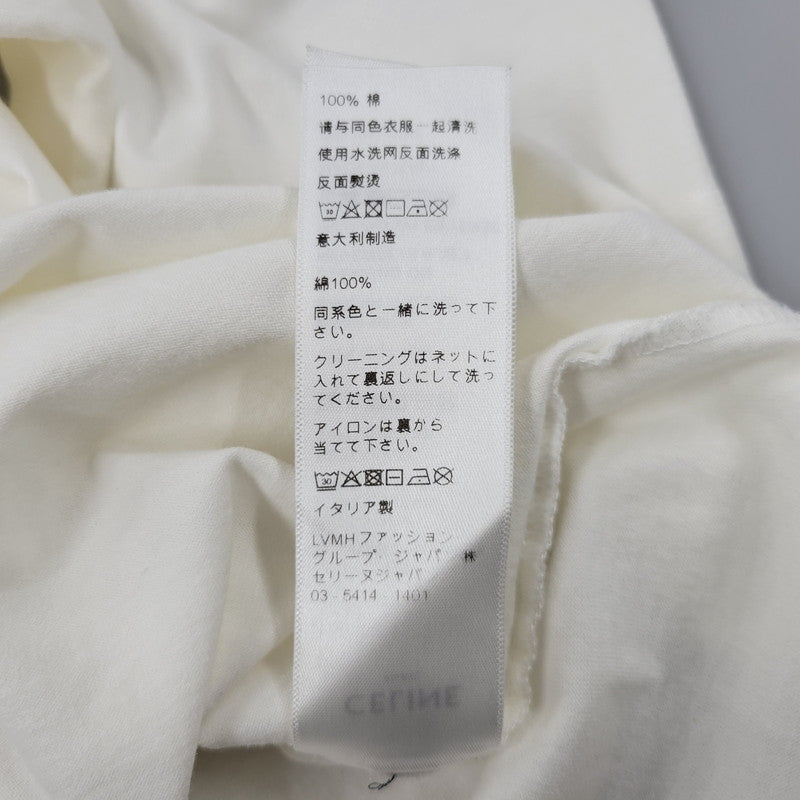 100% 棉
请与同色衣服一起清洗
使用水洗网反面洗涤
反面熨烫
30
意大利制造
綿100%
同系色と一緒に洗って下
さい。
クリーニングはネットに
入れて裏返しにして洗っ
てください。
アイロンは裏から
当てて下さい。
30
イタリア製
LVMHファッション
グループ・ジャパン 株
セリーヌジャパン
03-5414-1401
CELINE